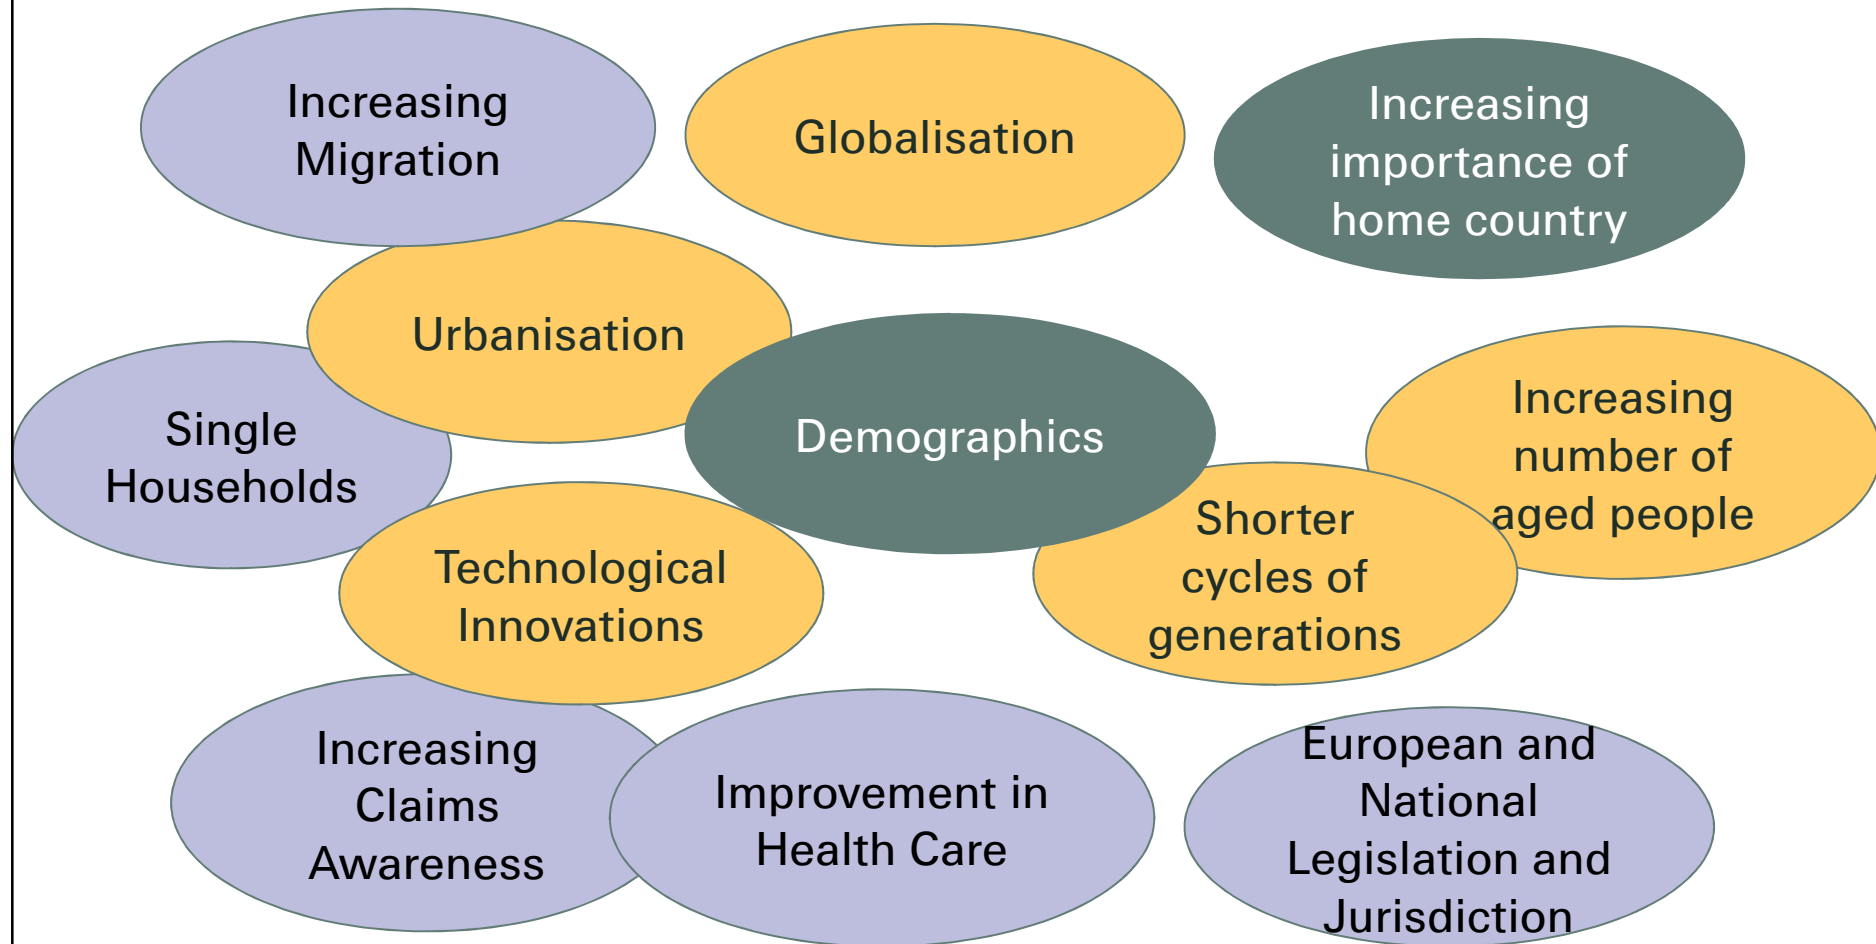 Increasing
Migration
Globalisation
Increasing
importance of
home country
Urbanisation
Single
Households
Demographics
Increasing
number of
aged people
Technological
Innovations
Shorter
cycles of
generations
Increasing
Claims
Awareness
Improvement in
Health Care
European and
National
Legislation and
Jurisdiction